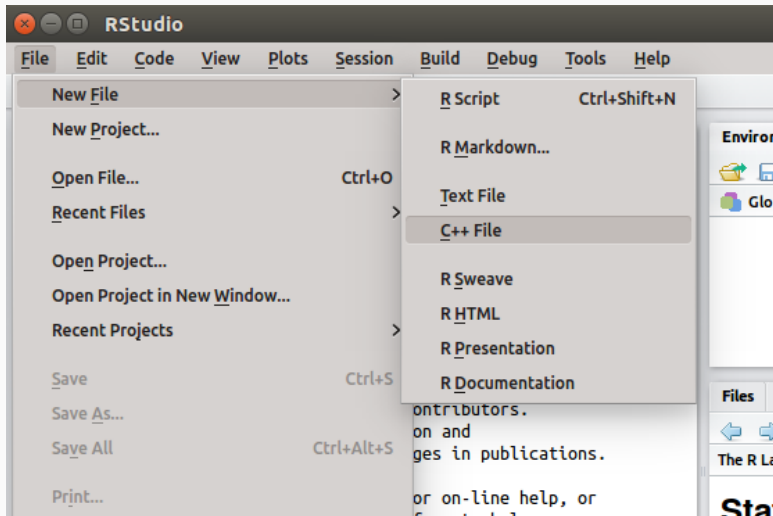 RStudio
File Edit Code View Plots Session Build Debug Tools Help
New File
New Project...
Open File... Ctrl+O
Recent Files
Open Project...
Open Project in New Window...
Recent Projects
Save Ctrl+S
Save As...
Save All Ctrl+Alt+S
Print...
R Script Ctrl+Shift+N
R Markdown...
Text File
C++ File
R Sweave
R HTML
R Presentation
R Documentation
ontributors.
on and
ges in publications.
or on-line help, or
Enviror
Glo
Files
The R La
Sta